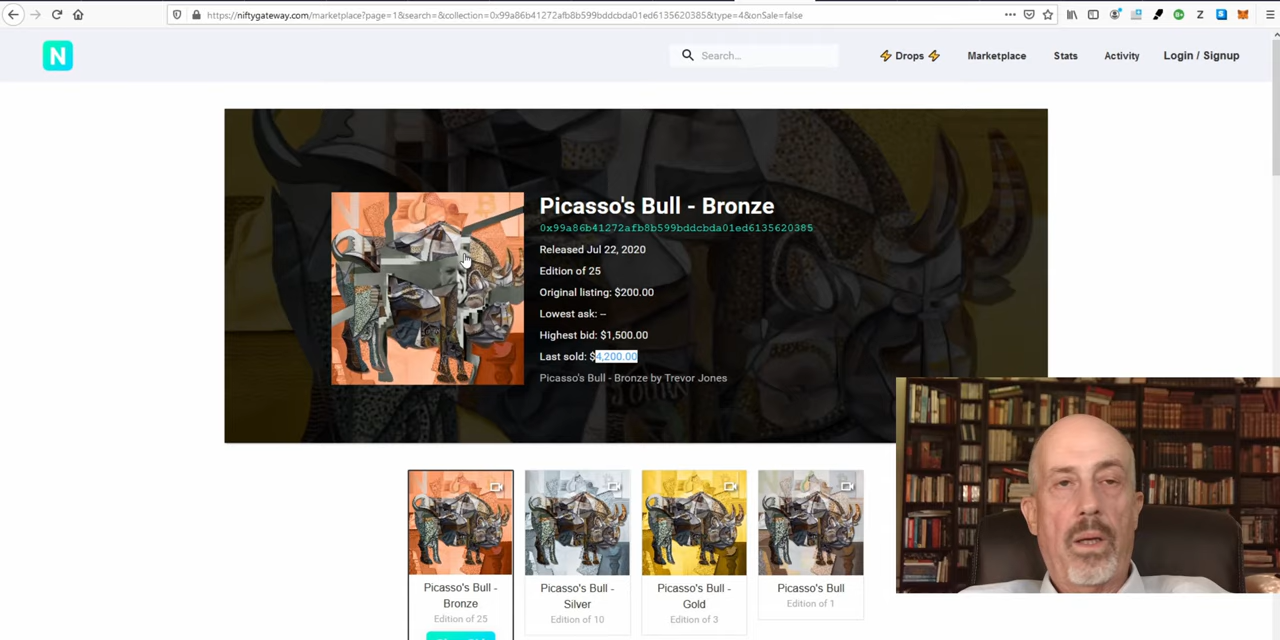 https://niftygateway.com/marketplace?page=1&search=&collection=0x99a86b41272afb8b599bddcbda01ed6135620385&type=4&onSale=false
N
Search...
Drops
Marketplace
Stats
Activity
Login / Signup
Picasso's Bull - Bronze
0x99a86b41272afb8b599bddcbda01ed6135620385
Released Jul 22, 2020
Edition of 25
Original listing: $200.00
Lowest ask: --
Highest bid: $1,500.00
Last sold: $4,200.00
Picasso's Bull - Bronze by Trevor Jones
Picasso's Bull -
Bronze
Edition of 25
Picasso's Bull -
Silver
Edition of 10
Picasso's Bull -
Gold
Edition of 3
Picasso's Bull
Edition of 1